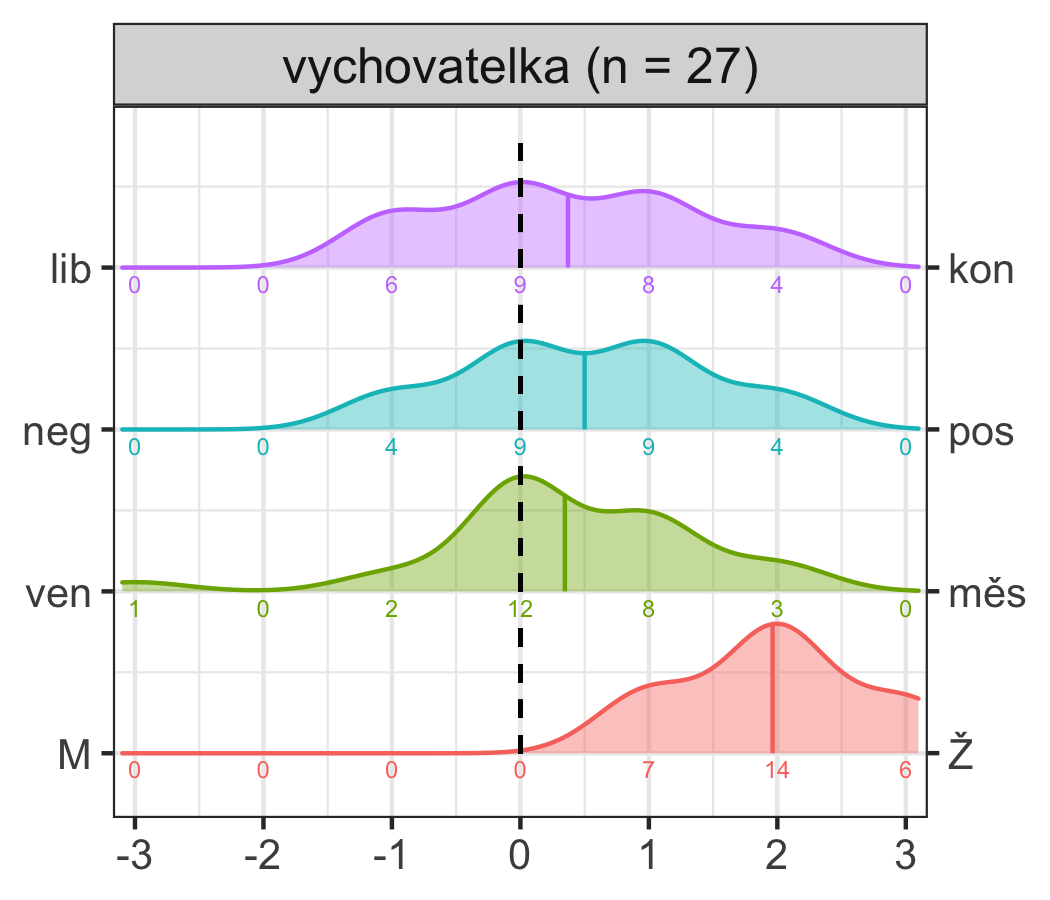 vychovatelka (n = 27)
lib kon
0 0 6 9 8 4 0
neg pos
0 0 4 9 9 4 0
ven měs
1 0 2 12 8 3 0
M Ž
0 0 0 0 7 14 6
-3 -2 -1 0 1 2 3